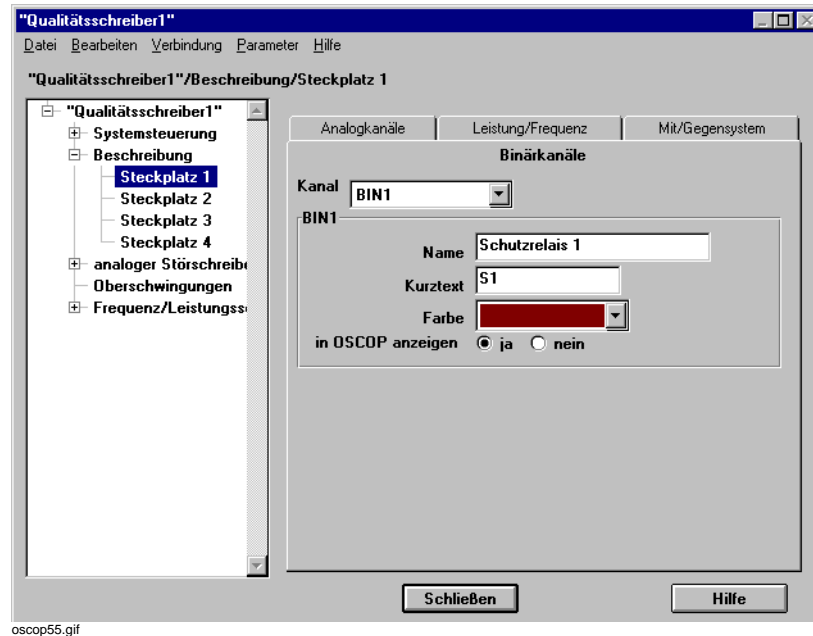 "Qualitätsschreiber1"
Datei Bearbeiten Verbindung Parameter Hilfe
"Qualitätsschreiber1"/Beschreibung/Steckplatz 1
"Qualitätsschreiber1"
Systemsteuerung
Beschreibung
Steckplatz 1
Steckplatz 2
Steckplatz 3
Steckplatz 4
analoger Störschreibe
Oberschwingungen
Frequenz/Leistungss
Analogkanäle Leistung/Frequenz Mit/Gegensystem
Binärkanäle
Kanal BIN1
BIN1
Name Schutzrelais 1
Kurztext S1
Farbe
in OSCOP anzeigen ja nein
Schließen Hilfe
oscop55.gif